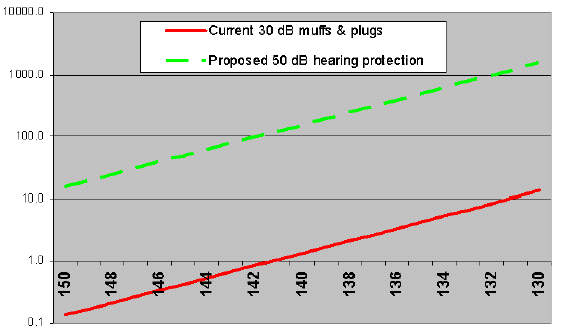 10000.0
Current 30 dB muffs & plugs
Proposed 50 dB hearing protection
1000.0
100.0
10.0
1.0
0.1
150 148 146 144 142 140 138 136 134 132 130